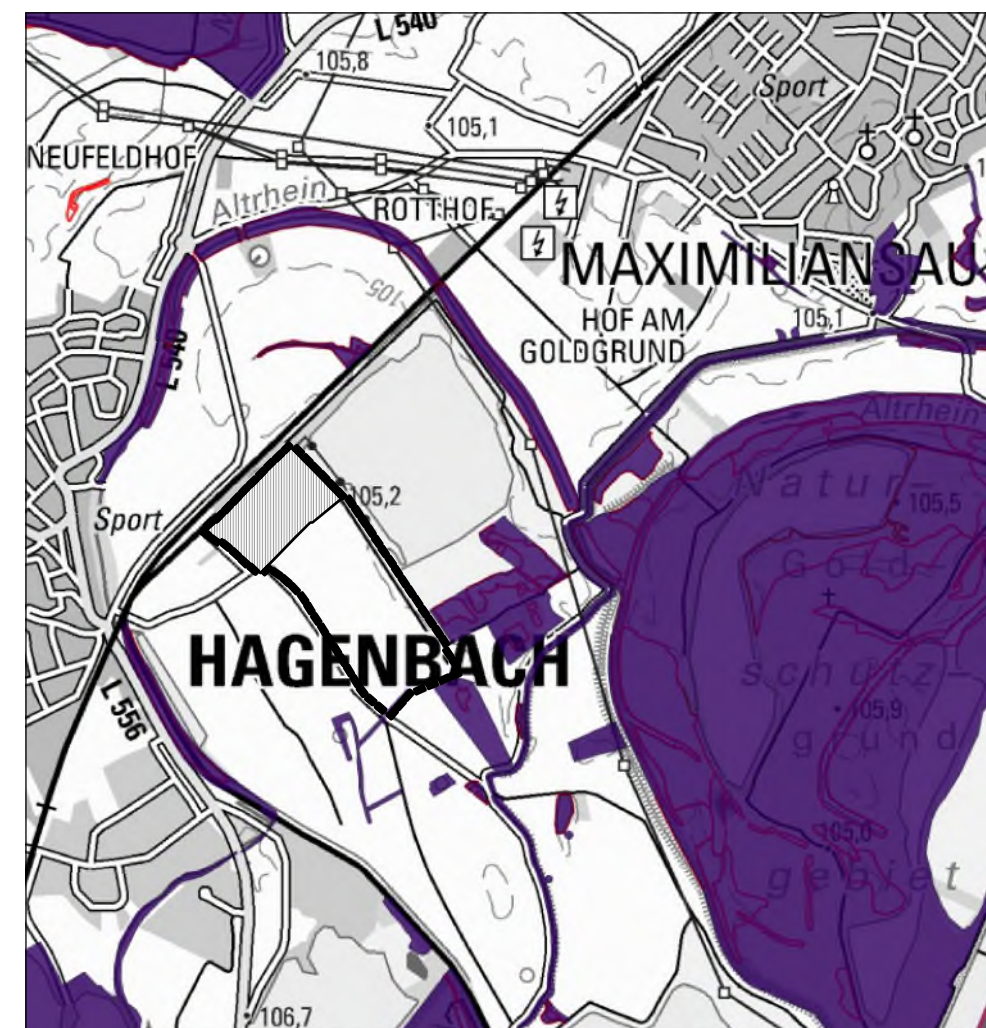 L 540
105,8
Sport
105,1
NEUFELDHOF
Altrhein
ROTTHOF
MAXIMILIANSAU
105
HOF AM
GOLDGRUND
105,1
L 540
Altrhein
Natur-
105,2
105,5
Sport
Gold-
HAGENBACH
schutz-
L 556
105,9
grund
105,0
gebiet
106,7